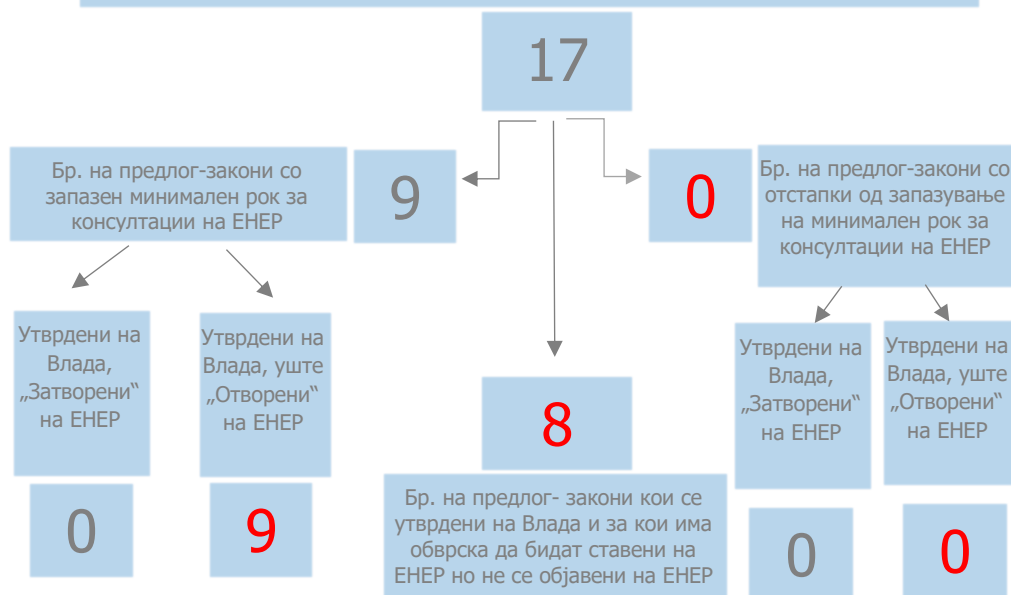 17
Бр. на предлог-закони со
запазен минимален рок за
консултации на ЕНЕР
9
0
Бр. на предлог-закони со
отстапки од запазување
на минимален рок за
консултации на ЕНЕР
Утврдени на
Влада,
„Затворени“
на ЕНЕР
Утврдени на
Влада, уште
„Отворени“
на ЕНЕР
8
Утврдени на
Влада,
„Затворени“
на ЕНЕР
Утврдени на
Влада, уште
„Отворени“
на ЕНЕР
0
9
Бр. на предлог- закони кои се
утврдени на Влада и за кои има
обврска да бидат ставени на
ЕНЕР но не се објавени на ЕНЕР
0
0